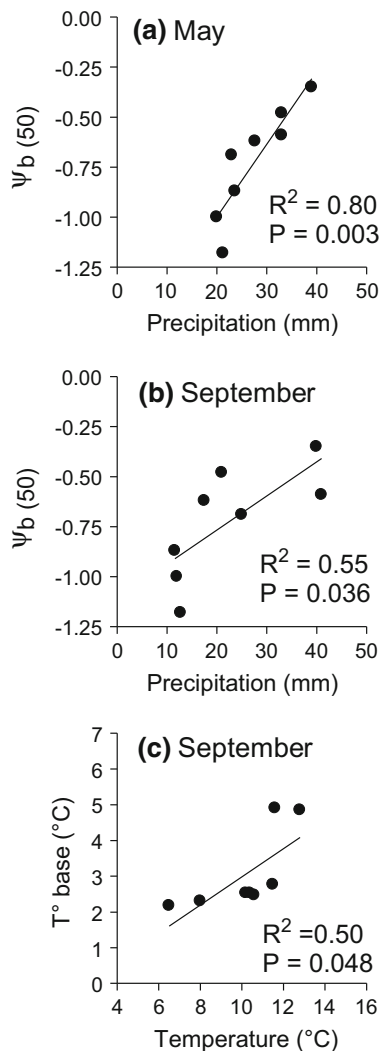 (a) May
0.00
-0.25
-0.50
-0.75
-1.00
-1.25
Ψb (50)
R² = 0.80
P = 0.003
0 10 20 30 40 50
Precipitation (mm)
(b) September
0.00
-0.25
-0.50
-0.75
-1.00
-1.25
Ψb (50)
R² = 0.55
P = 0.036
0 10 20 30 40 50
Precipitation (mm)
(c) September
7
6
5
4
3
2
1
0
T° base (°C)
R² =0.50
P = 0.048
4 6 8 10 12 14 16
Temperature (°C)